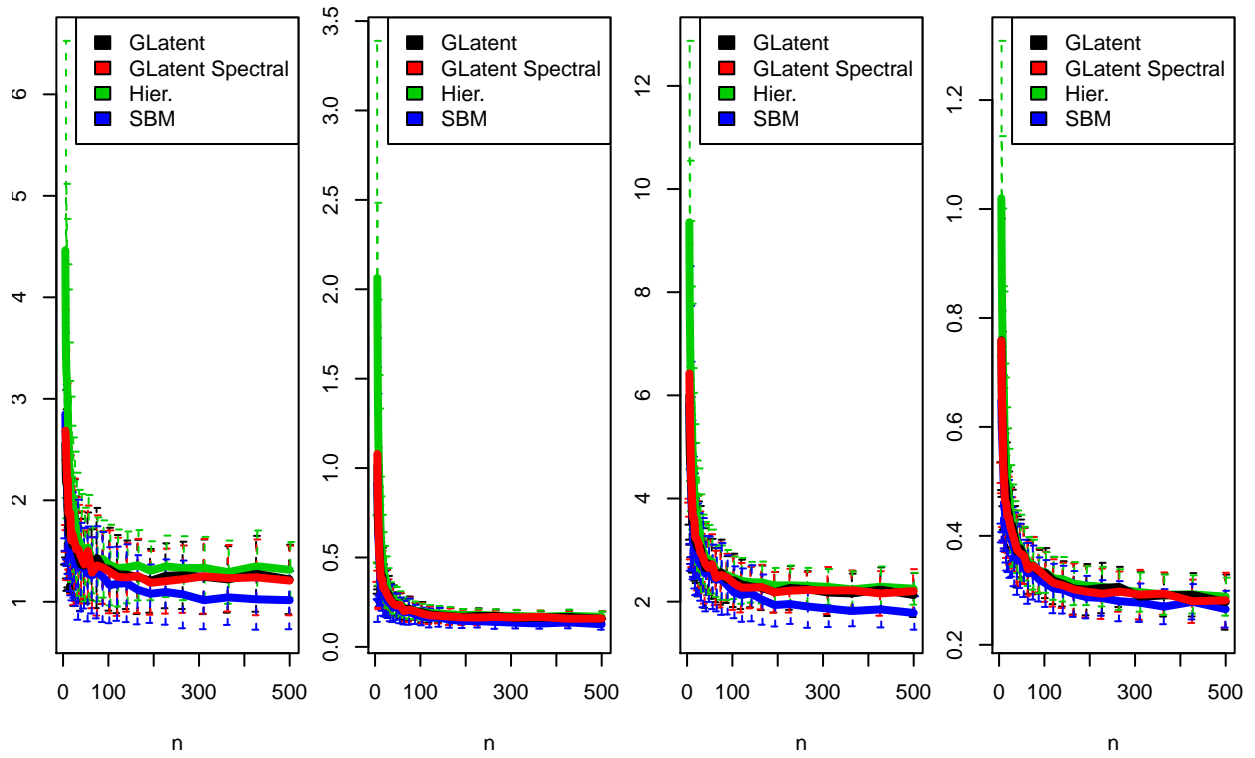 GLatent
GLatent Spectral
Hier.
SBM
1 2 3 4 5 6
0 100 300 500
n
GLatent
GLatent Spectral
Hier.
SBM
0.0 0.5 1.0 1.5 2.0 2.5 3.0 3.5
0 100 300 500
n
GLatent
GLatent Spectral
Hier.
SBM
2 4 6 8 10 12
0 100 300 500
n
GLatent
GLatent Spectral
Hier.
SBM
0.2 0.4 0.6 0.8 1.0 1.2
0 100 300 500
n